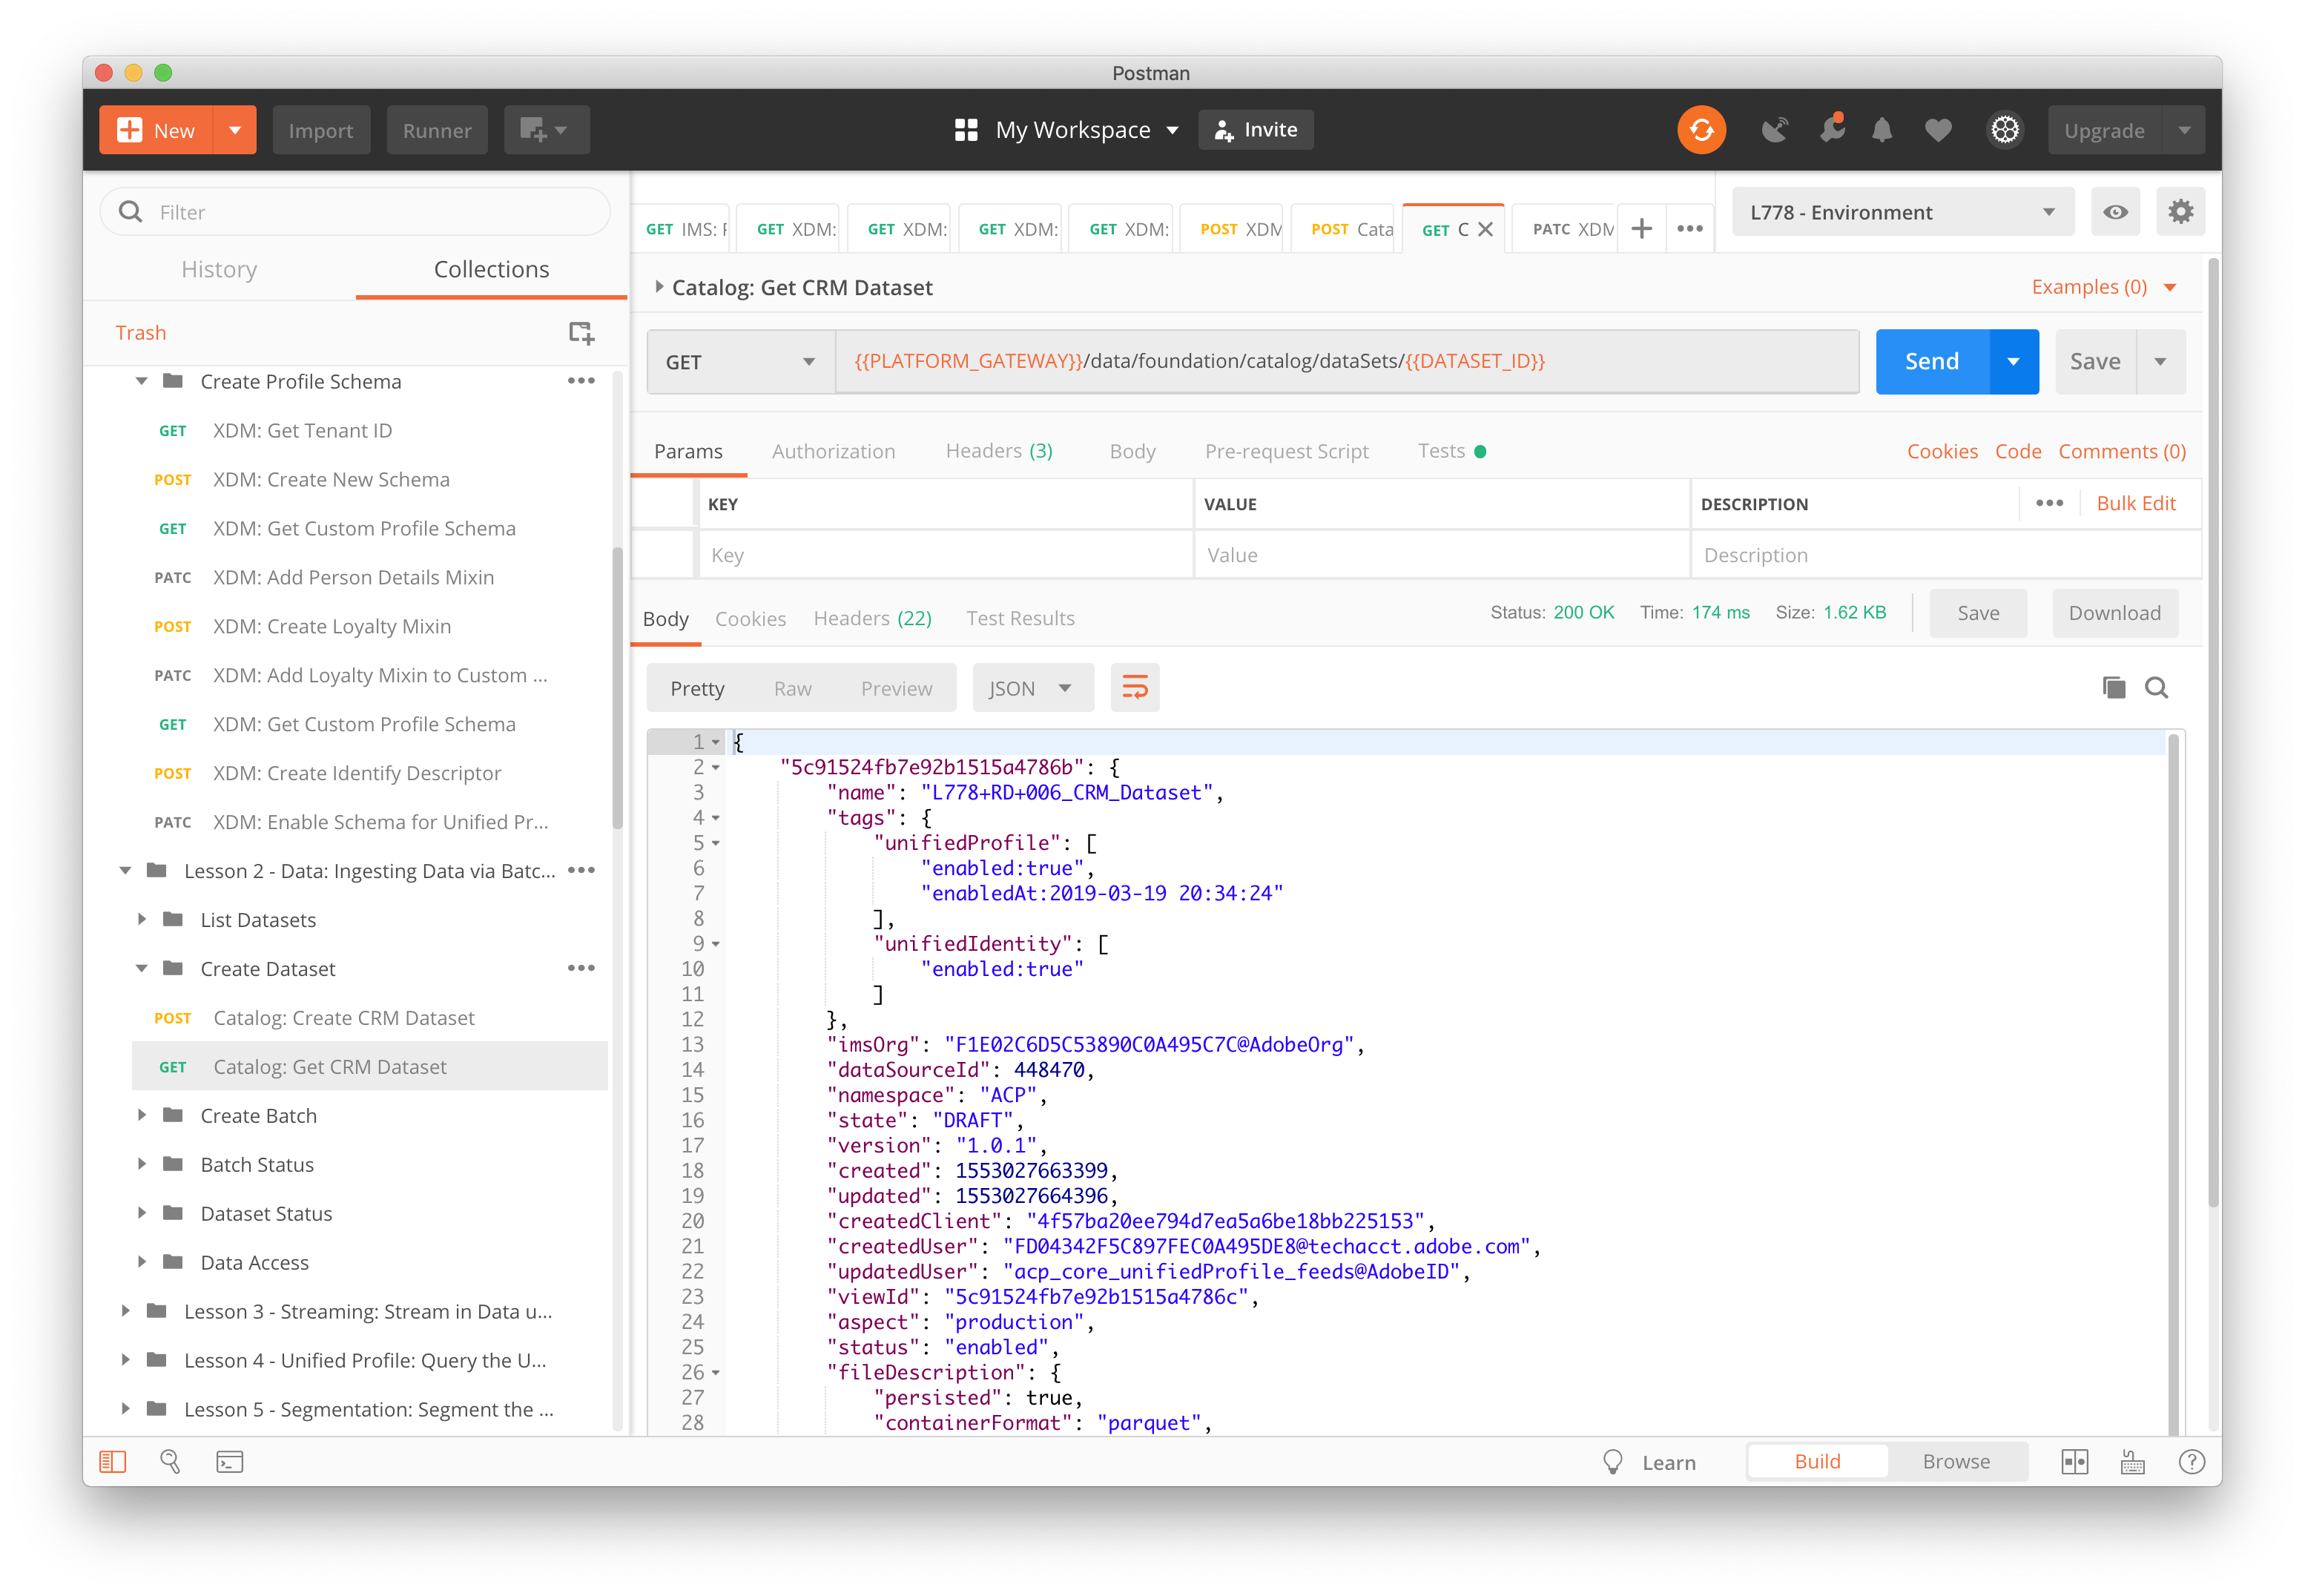 Postman
New
Import
Runner
My Workspace
Invite
Upgrade
Filter
History
Collections
Trash
Create Profile Schema
GET XDM: Get Tenant ID
POST XDM: Create New Schema
GET XDM: Get Custom Profile Schema
PATC XDM: Add Person Details Mixin
POST XDM: Create Loyalty Mixin
PATC XDM: Add Loyalty Mixin to Custom ...
GET XDM: Get Custom Profile Schema
POST XDM: Create Identify Descriptor
PATC XDM: Enable Schema for Unified Pr...
Lesson 2 - Data: Ingesting Data via Batc...
List Datasets
Create Dataset
POST Catalog: Create CRM Dataset
GET Catalog: Get CRM Dataset
Create Batch
Batch Status
Dataset Status
Data Access
Lesson 3 - Streaming: Stream in Data u...
Lesson 4 - Unified Profile: Query the U...
Lesson 5 - Segmentation: Segment the ...
GET IMS:
GET XDM:
GET XDM:
GET XDM:
GET XDM:
POST XDM
POST Cata
GET C
PATC XDM
L778 - Environment
Catalog: Get CRM Dataset
Examples (0)
GET
{{PLATFORM_GATEWAY}}/data/foundation/catalog/dataSets/{{DATASET_ID}}
Send
Save
Params
Authorization
Headers (3)
Body
Pre-request Script
Tests
Cookies
Code
Comments (0)
KEY
VALUE
DESCRIPTION
Bulk Edit
Key
Value
Description
Body
Cookies
Headers (22)
Test Results
Status: 200 OK
Time: 174 ms
Size: 1.62 KB
Save
Download
Pretty
Raw
Preview
JSON
1 {
2 "5c91524fb7e92b1515a4786b": {
3 "name": "L778+RD+006_CRM_Dataset",
4 "tags": {
5 "unifiedProfile": [
6 "enabled:true",
7 "enabledAt:2019-03-19 20:34:24"
8 ],
9 "unifiedIdentity": [
10 "enabled:true"
11 ]
12 },
13 "imsOrg": "F1E02C6D5C53890C0A495C7C@AdobeOrg",
14 "dataSourceId": 448470,
15 "namespace": "ACP",
16 "state": "DRAFT",
17 "version": "1.0.1",
18 "created": 1553027663399,
19 "updated": 1553027664396,
20 "createdClient": "4f57ba20ee794d7ea5a6be18bb225153",
21 "createdUser": "FD04342F5C897FEC0A495DE8@techacct.adobe.com",
22 "updatedUser": "acp_core_unifiedProfile_feeds@AdobeID",
23 "viewId": "5c91524fb7e92b1515a4786c",
24 "aspect": "production",
25 "status": "enabled",
26 "fileDescription": {
27 "persisted": true,
28 "containerFormat": "parquet",
Learn
Build
Browse